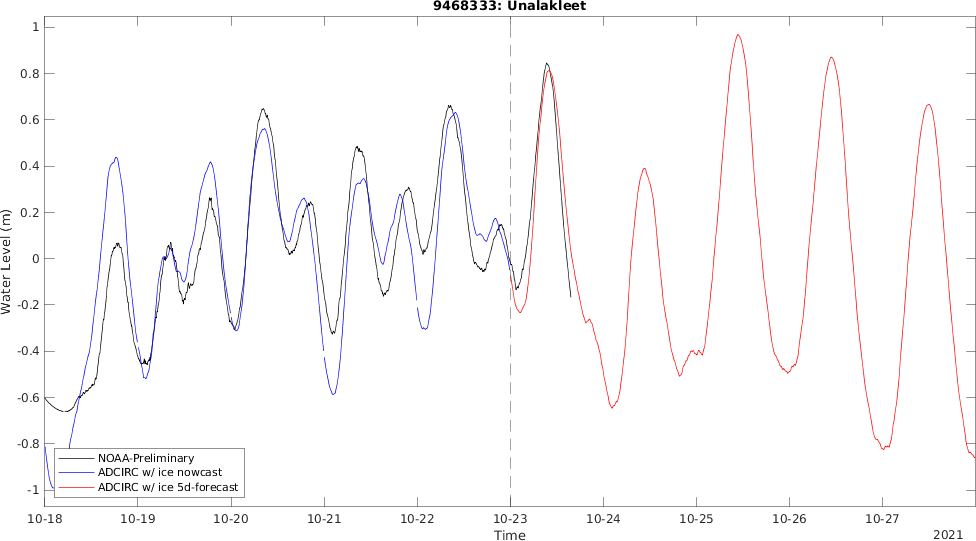 9468333: Unalakleet
1
0.8
0.6
0.4
0.2
0
-0.2
-0.4
-0.6
-0.8
-1
Water Level (m)
NOAA-Preliminary
ADCIRC w/ ice nowcast
ADCIRC w/ ice 5d-forecast
10-18 10-19 10-20 10-21 10-22 10-23 10-24 10-25 10-26 10-27
Time
2021